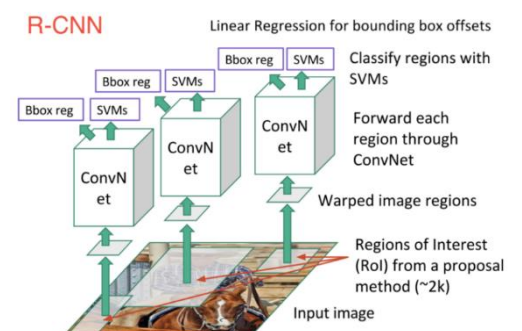 R-CNN
Linear Regression for bounding box offsets
Bbox reg
SVMs
Classify regions with
SVMs
Bbox reg
SVMs
Bbox reg
SVMs
Forward each
region through
ConvNet
ConvN
et
ConvN
et
ConvN
et
Warped image regions
Regions of Interest
(RoI) from a proposal
method (~2k)
Input image